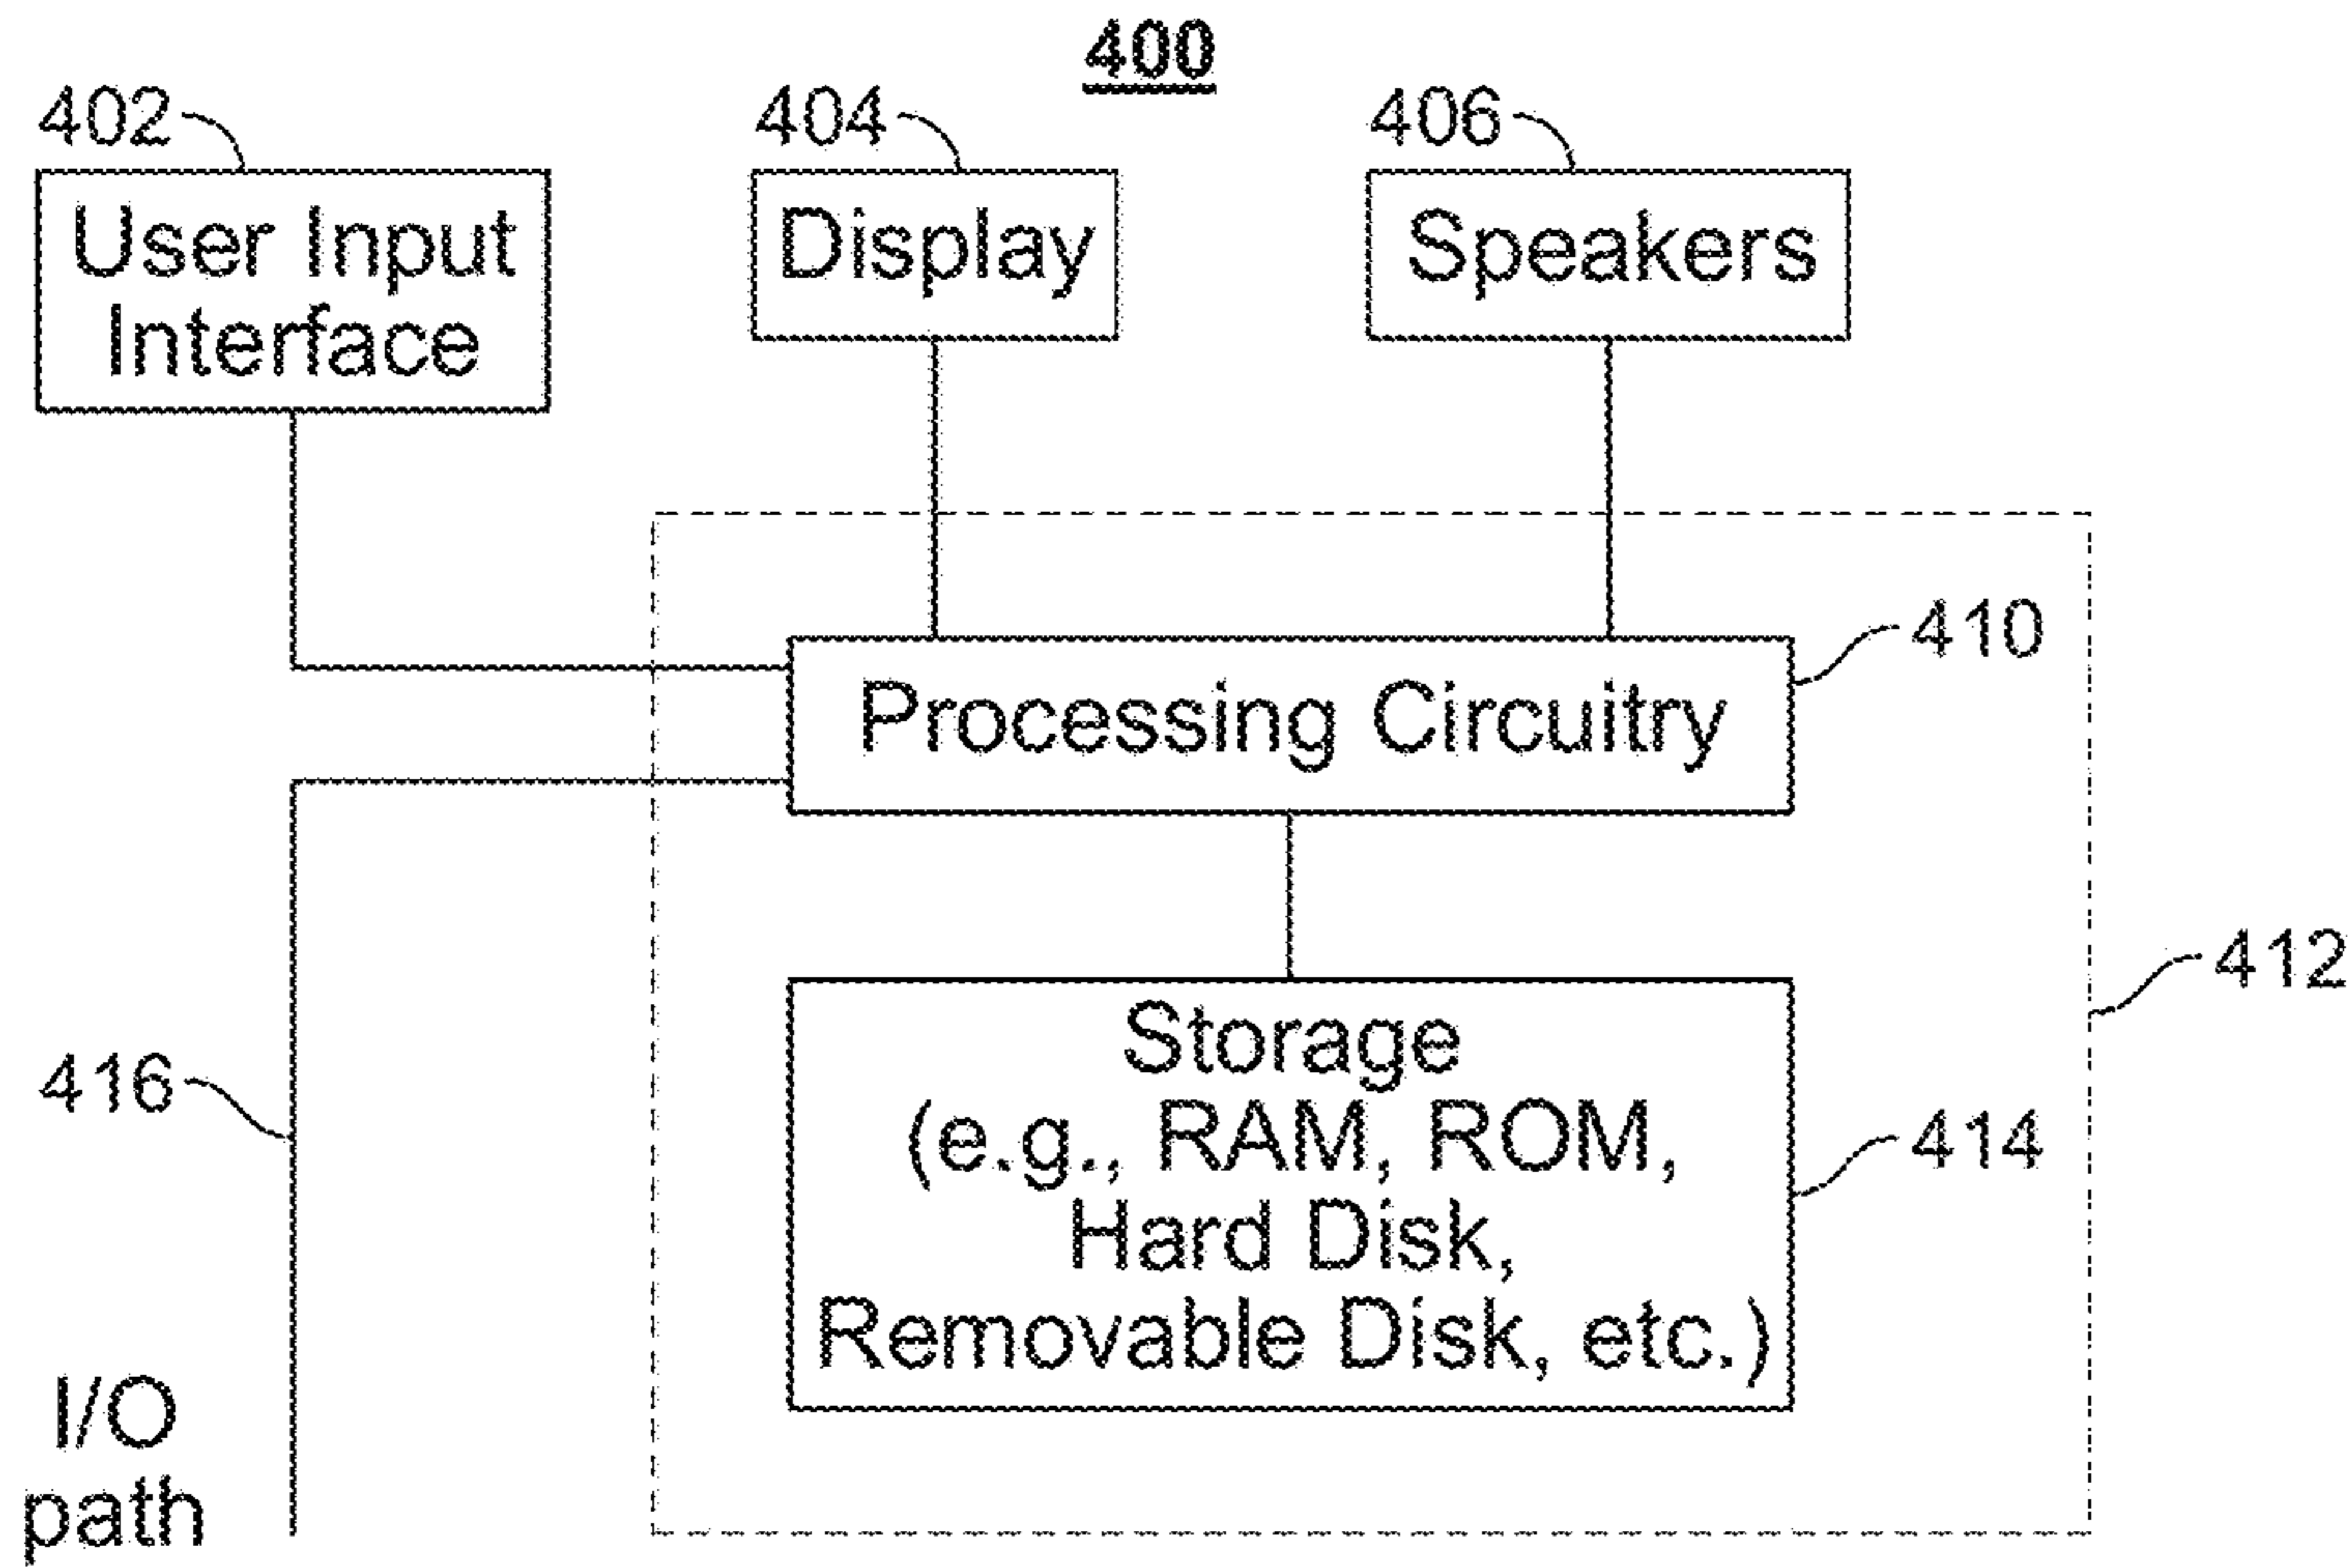 400
402
404
406
User Input
Interface
Display
Speakers
410
Processing Circuitry
412
Storage
(e.g., RAM, ROM,
Hard Disk,
Removable Disk, etc.)
414
416
I/O
path